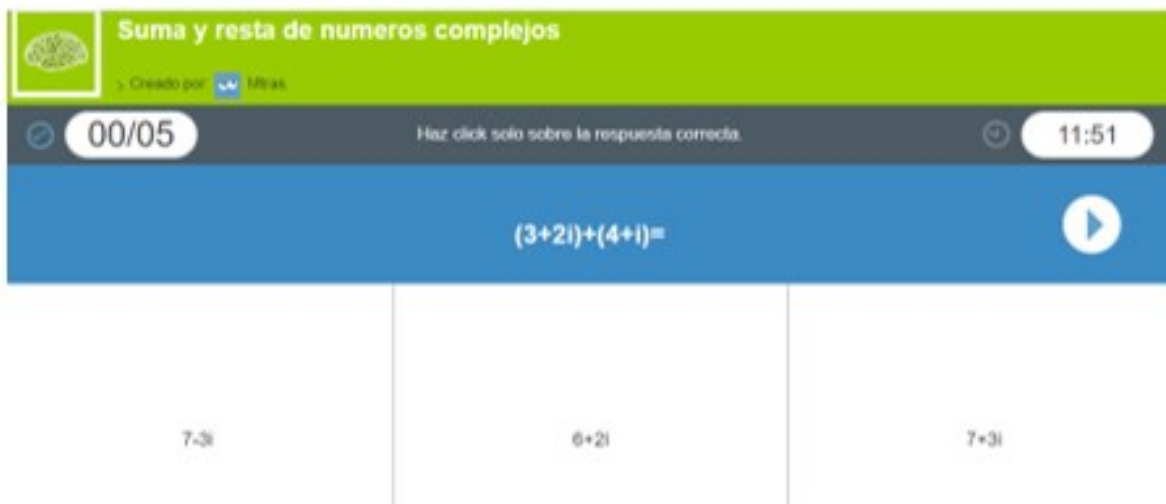 Suma y resta de numeros complejos
> Creado por: Mtras.
00/05
Haz click solo sobre la respuesta correcta.
11:51
(3+2i)+(4+i)=
7-3i
6+2i
7+3i